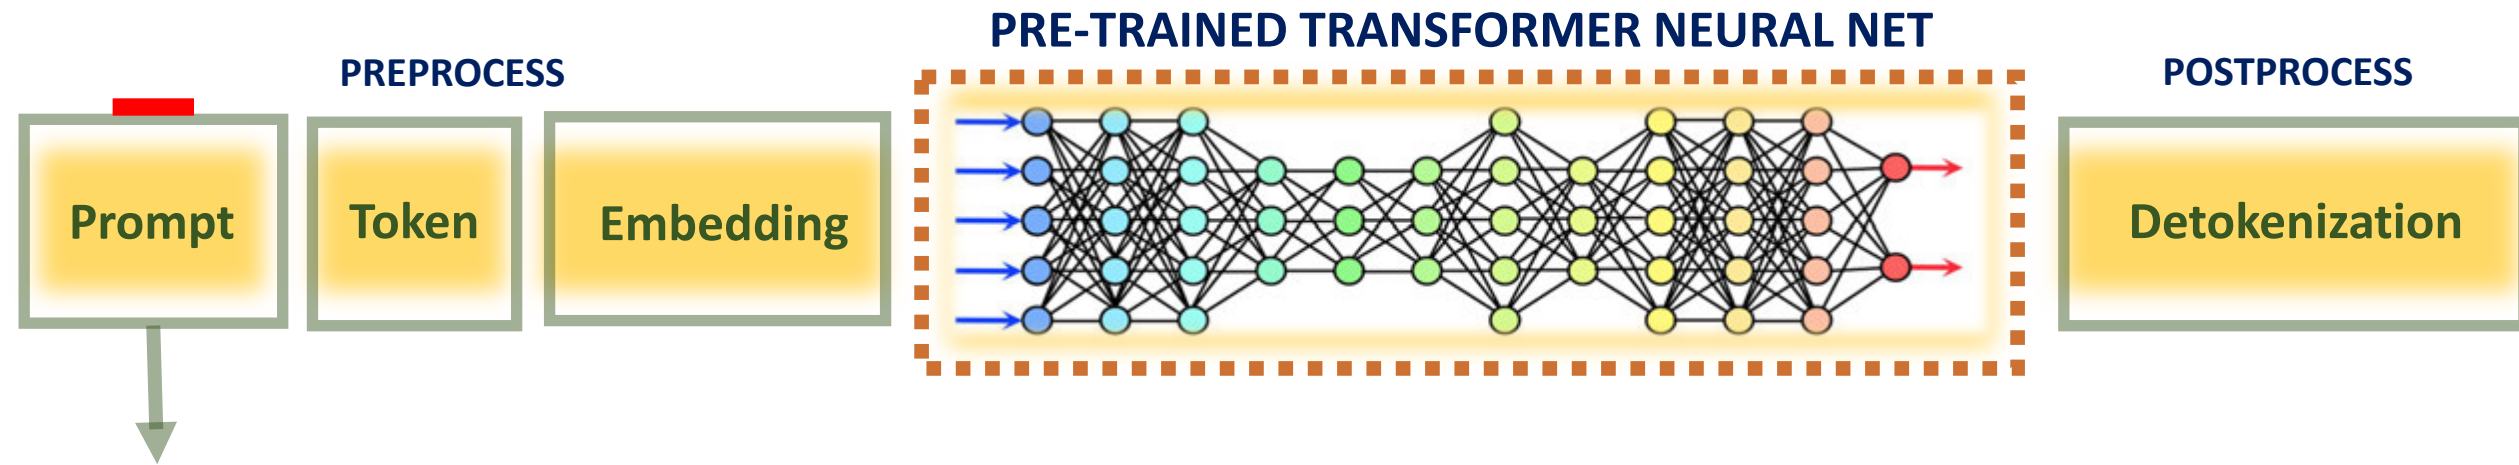 PREPROCESS
PRE-TRAINED TRANSFORMER NEURAL NET
POSTPROCESS
Prompt
Token
Embedding
Detokenization